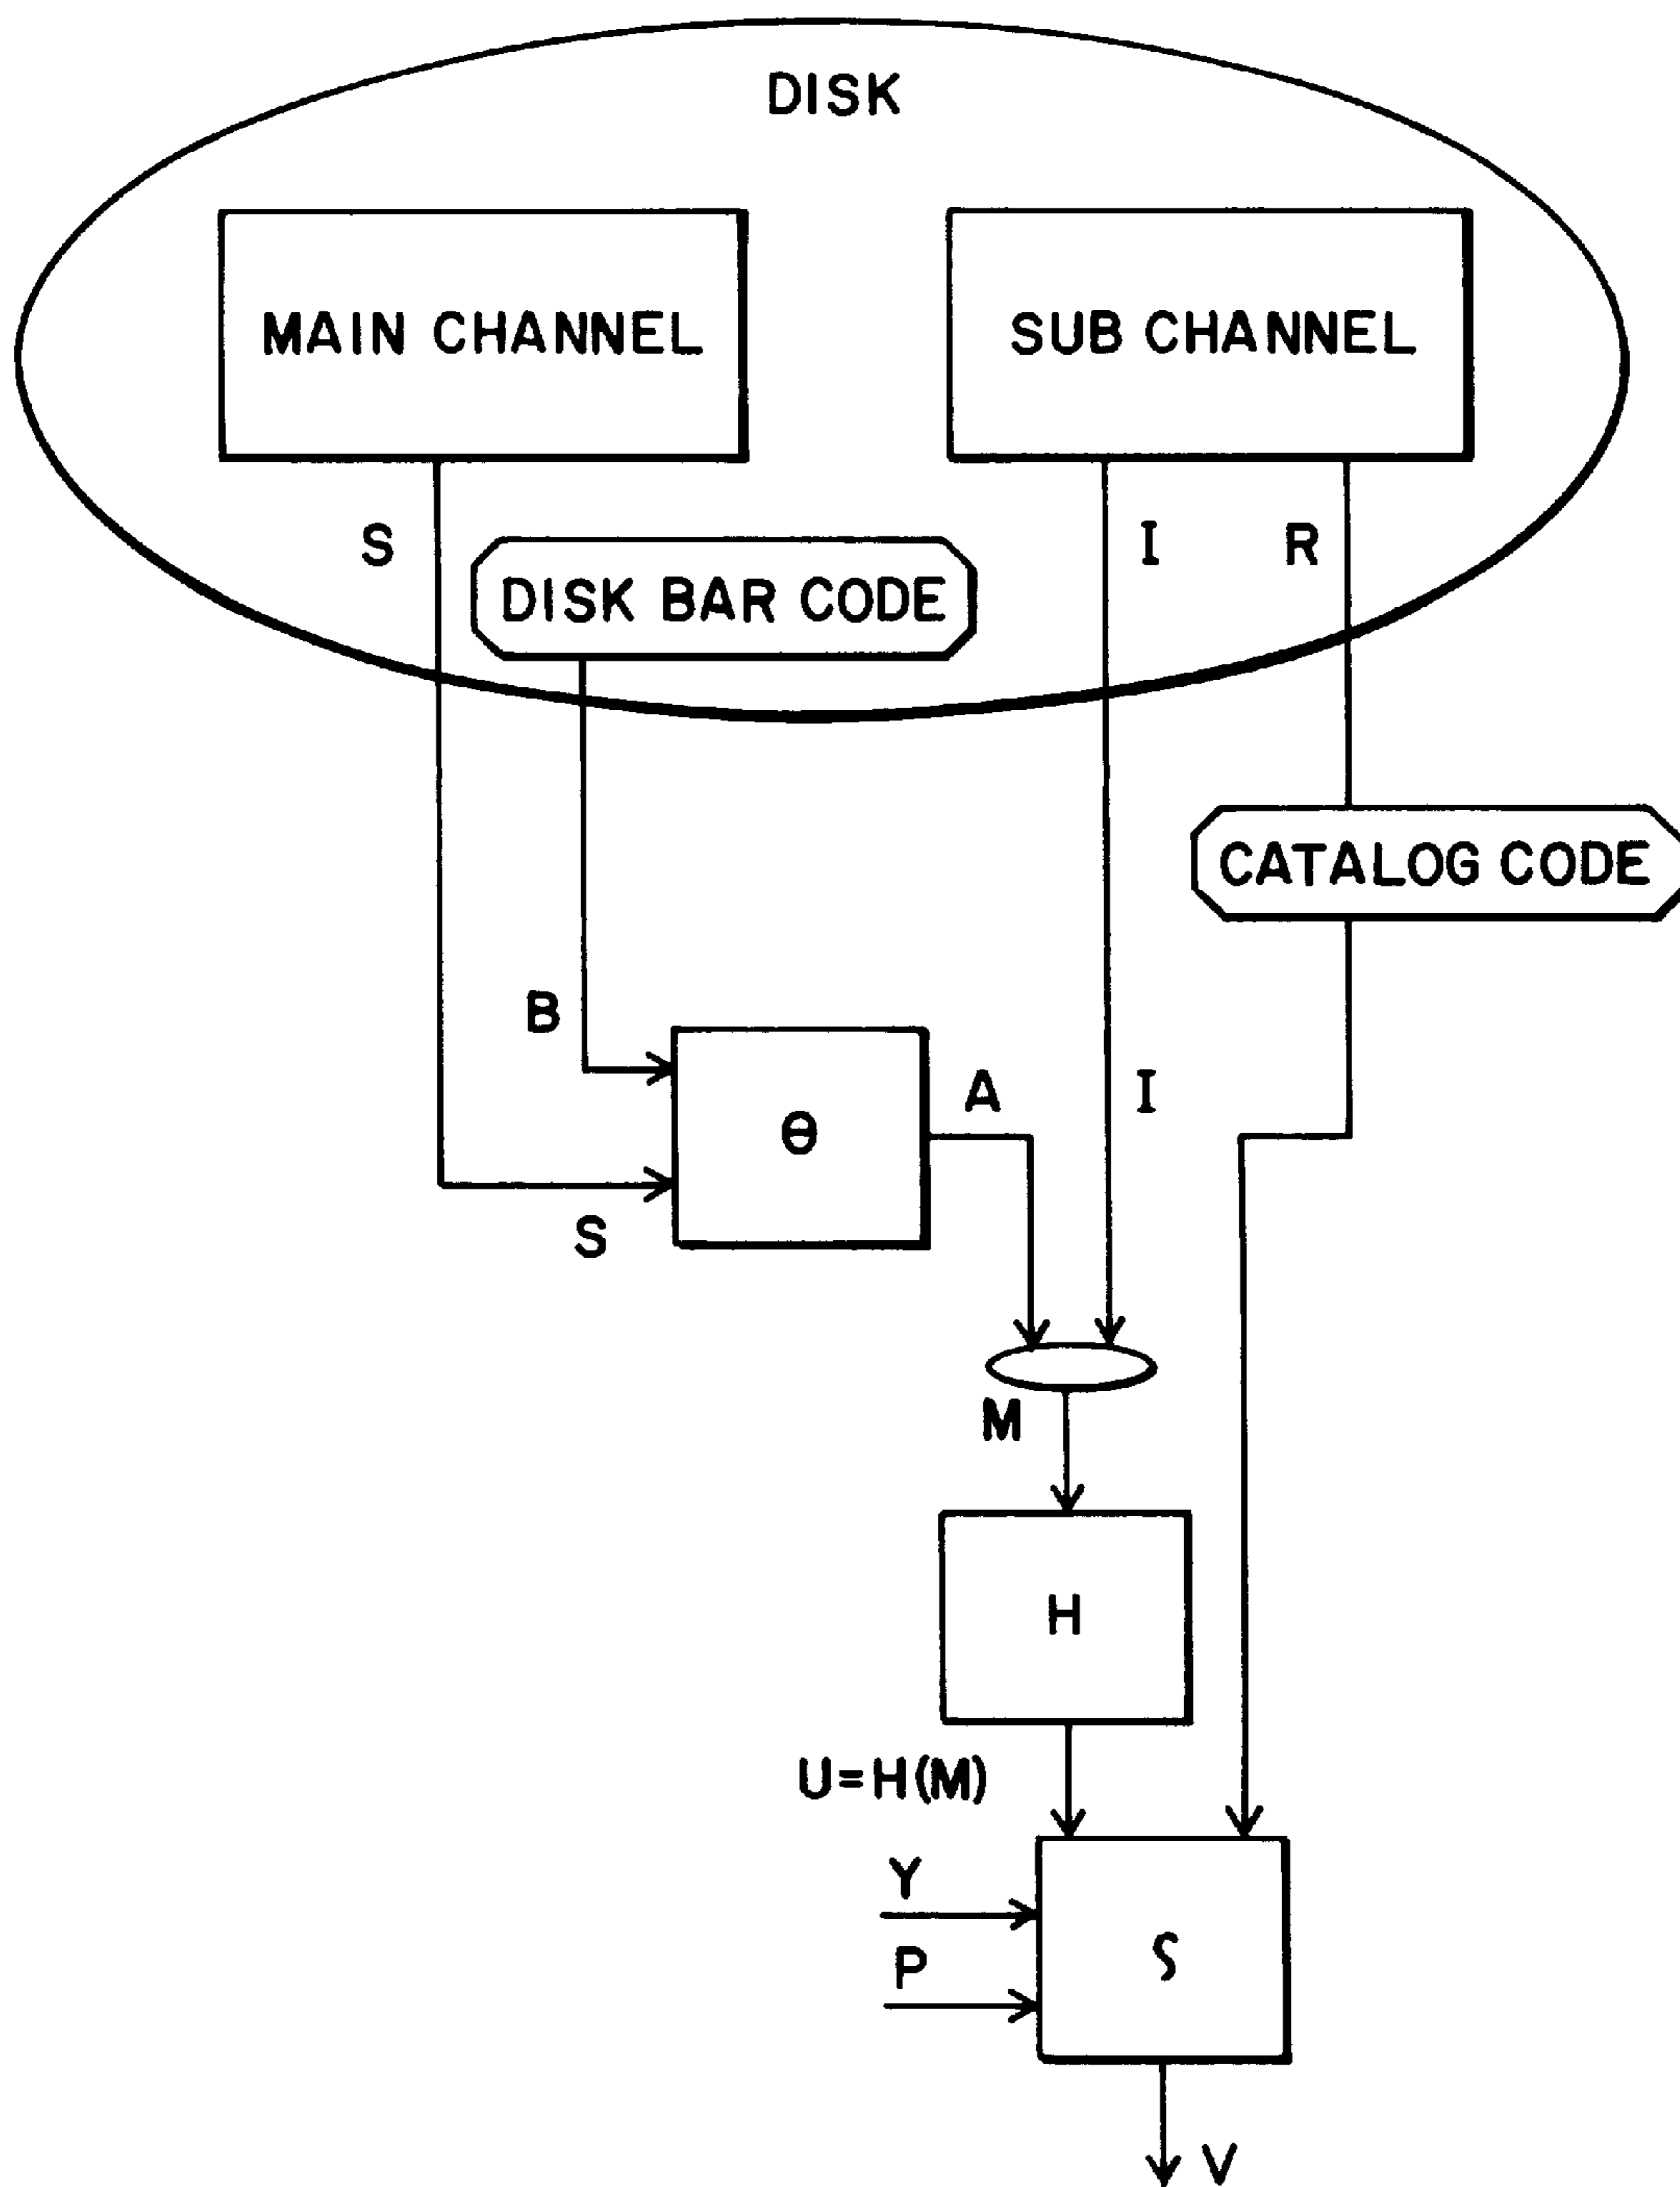 DISK
MAIN CHANNEL
SUB CHANNEL
S
I
R
DISK BAR CODE
CATALOG CODE
B
A
I
θ
S
M
H
U=H(M)
Y
P
V